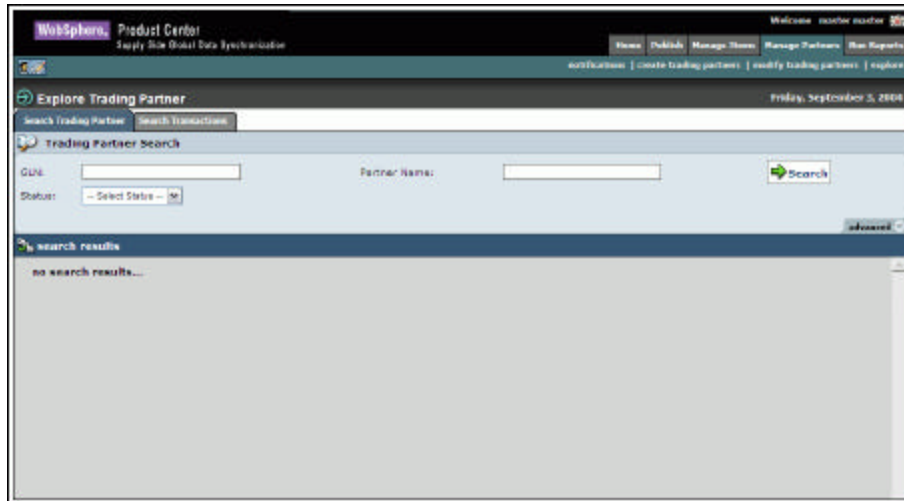 WebSphere. Product Center
Supply Side Global Data Synchronization
Welcome master master
Home Publish Manage Items Manage Partners Run Reports
notifications | create trading partners | modify trading partners | explore
Explore Trading Partner
Friday, September 3, 2004
Search Trading Partner Search Transactions
Trading Partner Search
GLN: Partner Name: Search
Status: -- Select Status --
advanced
search results
no search results...